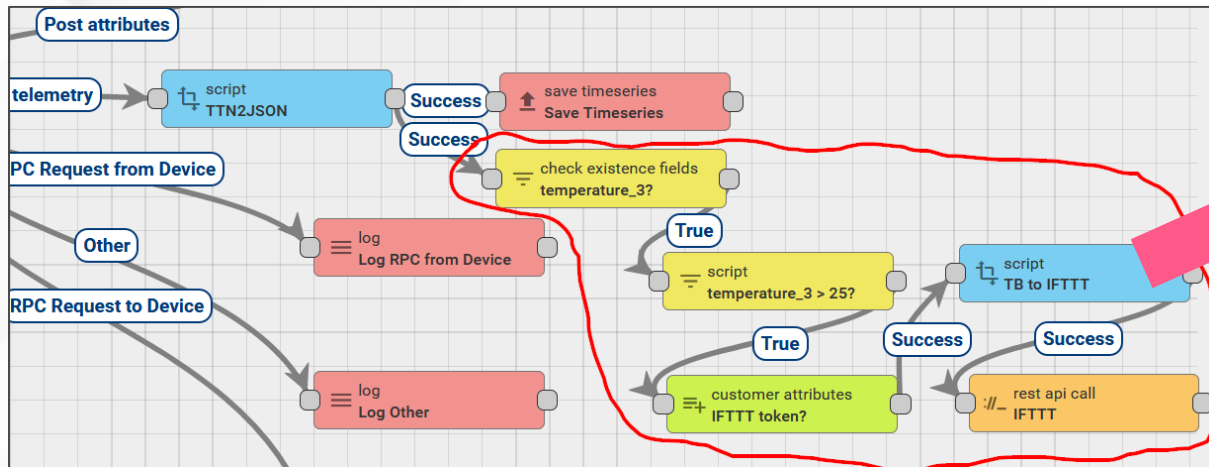 Post attributes
telemetry
script
TTN2JSON
Success
save timeseries
Save Timeseries
Success
check existence fields
temperature_3?
PC Request from Device
True
Other
log
Log RPC from Device
script
temperature_3 > 25?
script
TB to IFTTT
RPC Request to Device
True
Success
Success
log
Log Other
customer attributes
IFTTT token?
://_ rest api call
IFTTT